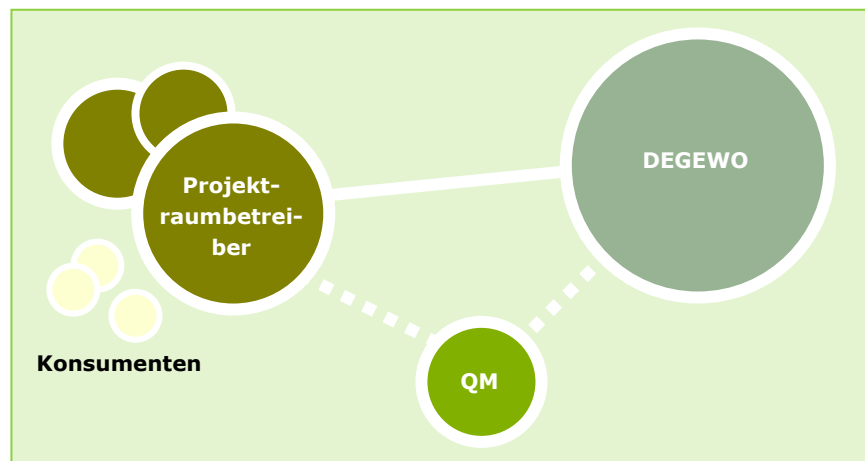 DEGEWO
Projekt-
raumbetrei-
ber
Konsumenten
QM